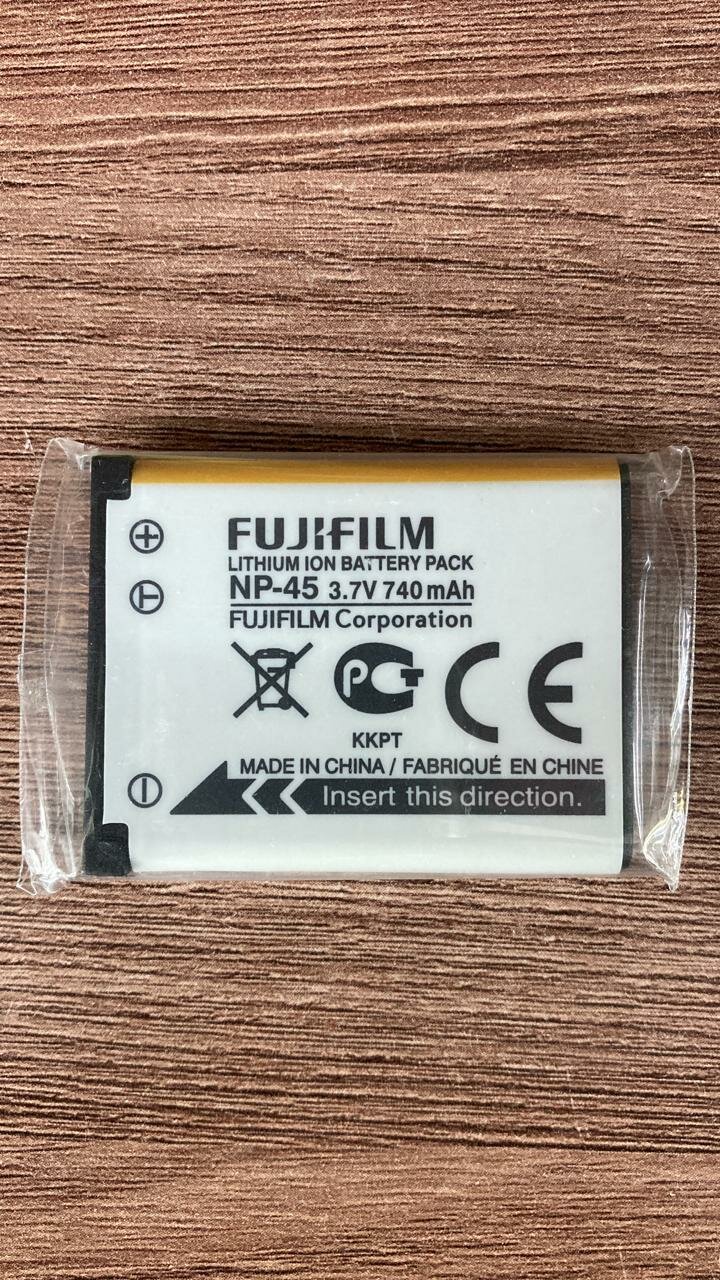 FUJIFILM
LITHIUM ION BATTERY PACK
NP-45 3.7V 740 mAh
FUJIFILM Corporation
PCT CE
KKPT
MADE IN CHINA / FABRIQUÉ EN CHINE
Insert this direction.